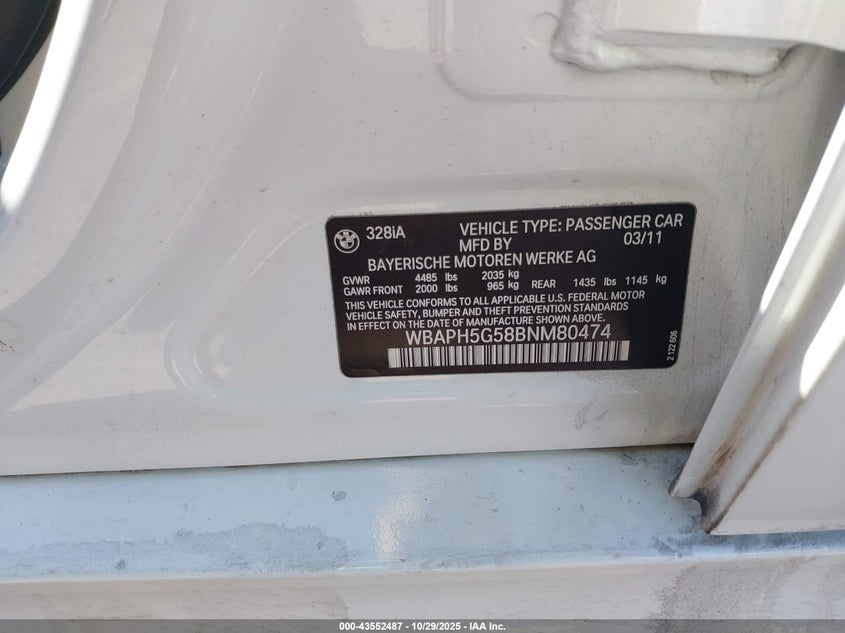 328iA VEHICLE TYPE: PASSENGER CAR
MFD BY 03/11
BAYERISCHE MOTOREN WERKE AG
GVWR 4485 lbs 2035 kg
GAWR FRONT 2000 lbs 965 kg REAR 1435 lbs 1145 kg
THIS VEHICLE CONFORMS TO ALL APPLICABLE U.S. FEDERAL MOTOR
VEHICLE SAFETY, BUMPER AND THEFT PREVENTION STANDARDS
IN EFFECT ON THE DATE OF MANUFACTURE SHOWN ABOVE.
WBAPH5G58BNM80474
2 122 606
000-43552487 - 10/29/2025 - IAA Inc.